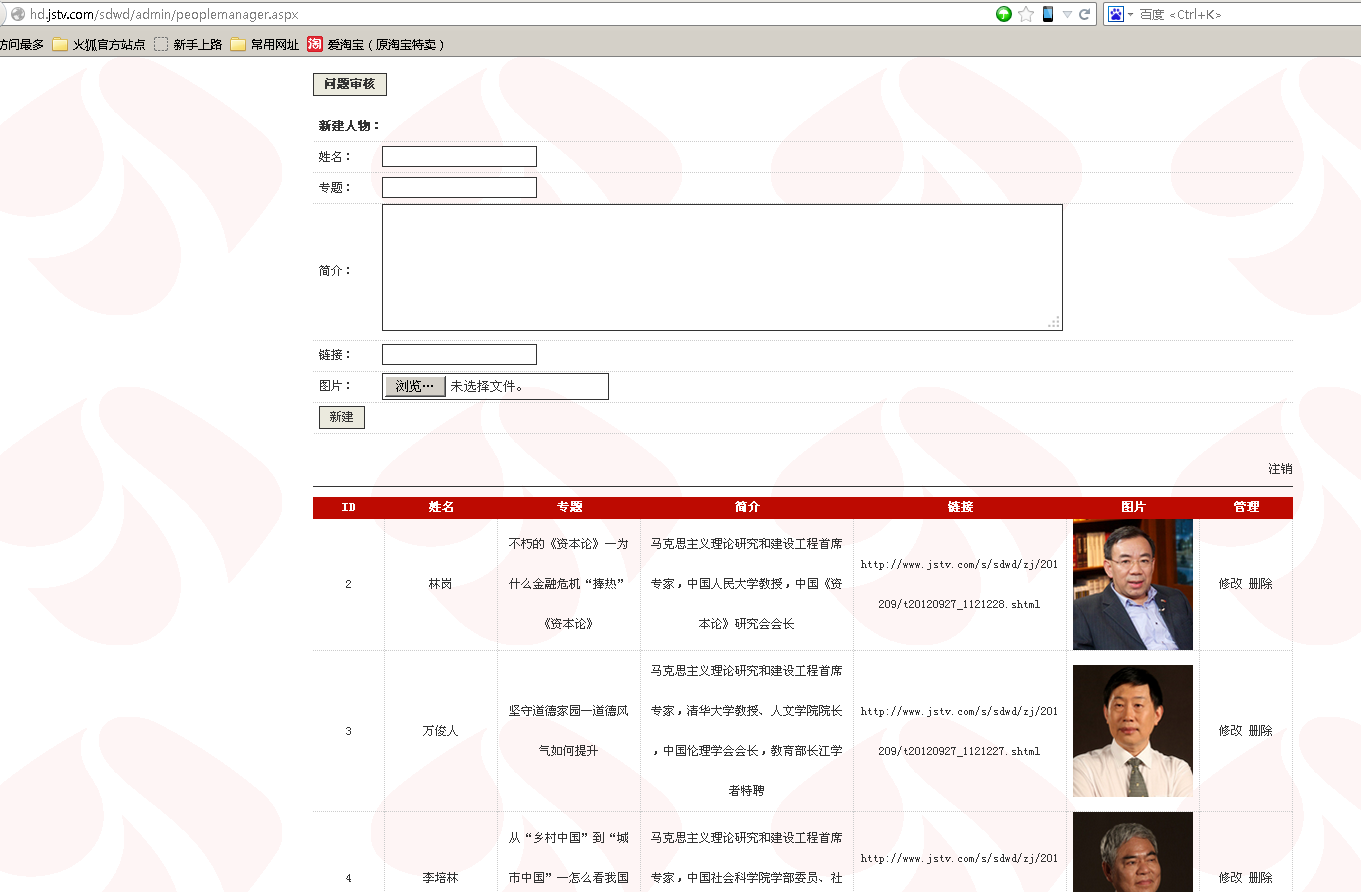 hd.jstv.com/sdwd/admin/peoplemanager.aspx
百度 <Ctrl+K>
访问最多 火狐官方站点 新手上路 常用网址 淘 爱淘宝（原淘宝特卖）
问题审核
新建人物：
姓名：
专题：
简介：
链接：
图片： 浏览… 未选择文件。
新建
注销
ID 姓名 专题 简介 链接 图片 管理
2
林岗
不朽的《资本论》—为
什么金融危机“捧热”
《资本论》
马克思主义理论研究和建设工程首席
专家，中国人民大学教授，中国《资
本论》研究会会长
http://www.jstv.com/s/sdwd/zj/201
209/t20120927_1121228.shtml
修改 删除
3
万俊人
坚守道德家园—道德风
气如何提升
马克思主义理论研究和建设工程首席
专家，清华大学教授、人文学院院长
，中国伦理学会会长，教育部长江学
者特聘
http://www.jstv.com/s/sdwd/zj/201
209/t20120927_1121227.shtml
修改 删除
4
李培林
从“乡村中国”到“城
市中国”—怎么看我国
马克思主义理论研究和建设工程首席
专家，中国社会科学院学部委员、社
http://www.jstv.com/s/sdwd/zj/201
修改 删除